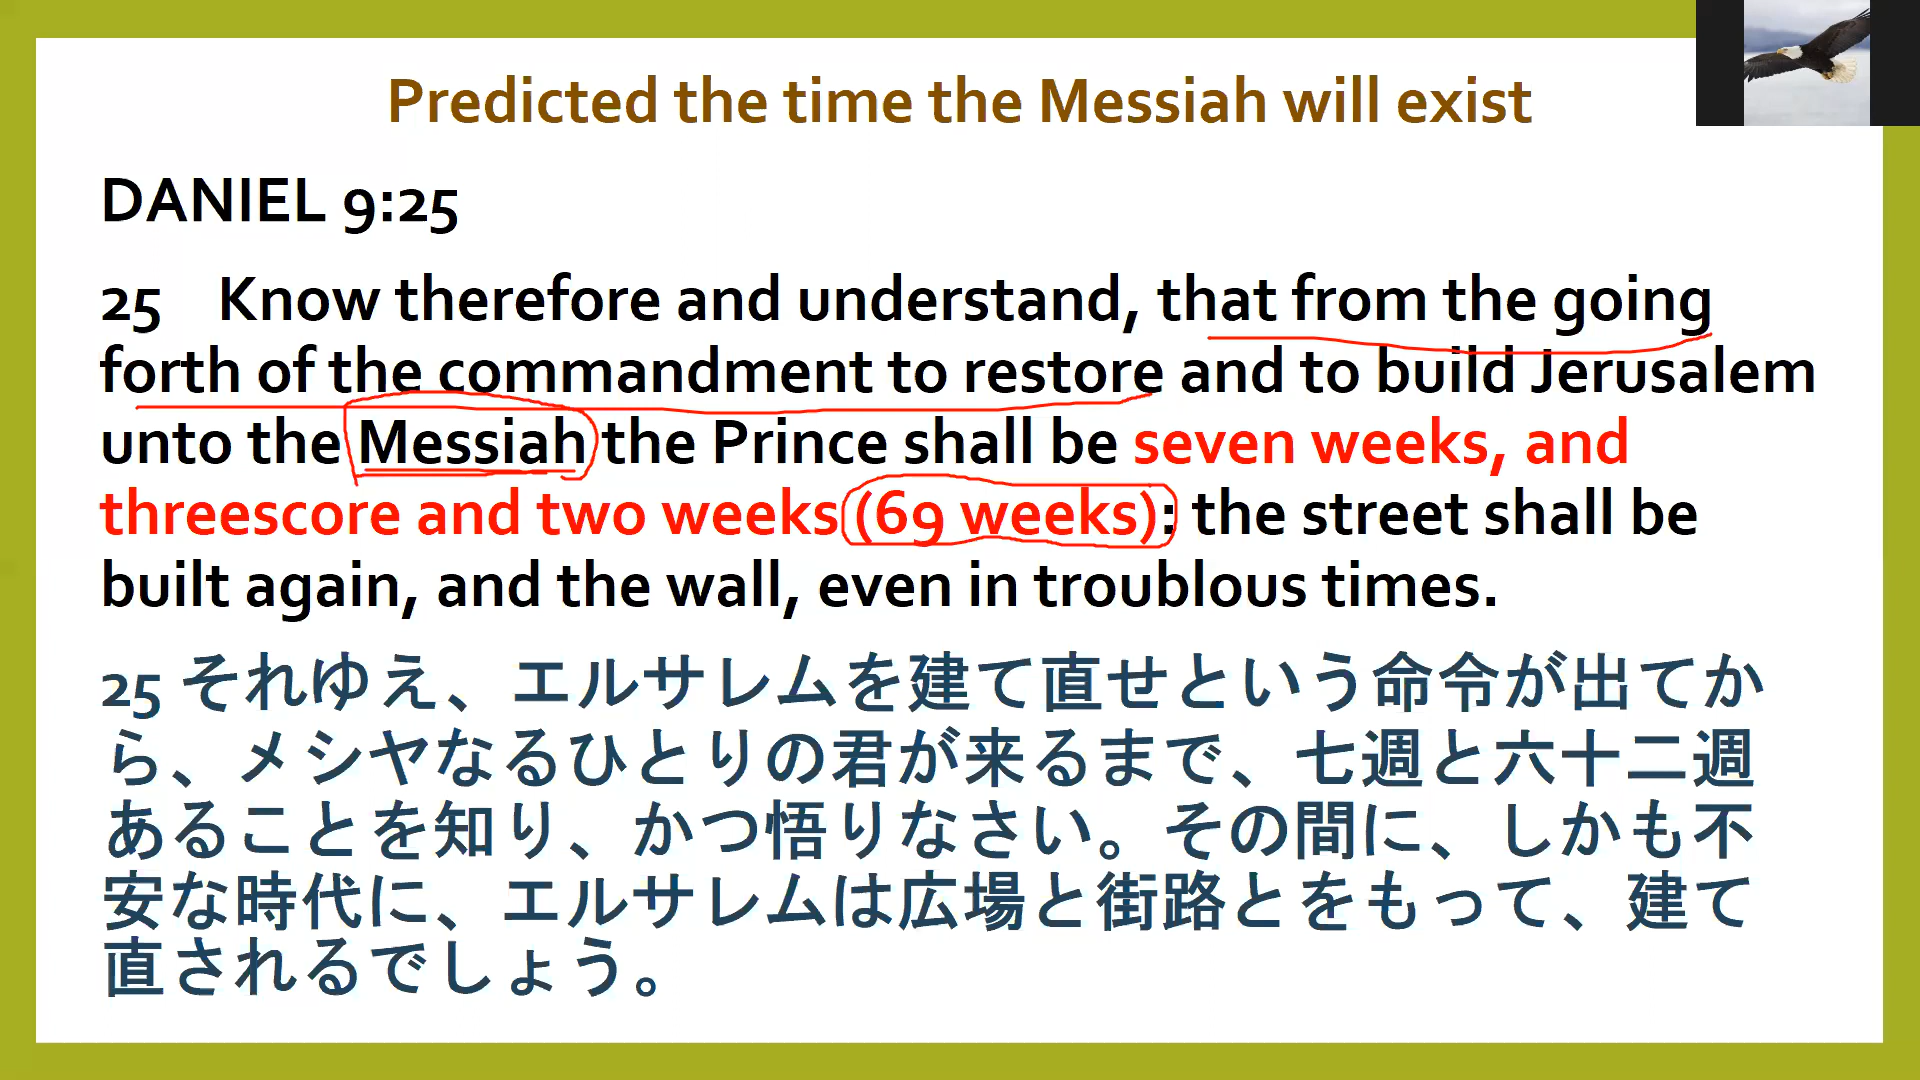 Predicted the time the Messiah will exist
DANIEL 9:25
25 Know therefore and understand, that from the going
forth of the commandment to restore and to build Jerusalem
unto the Messiah the Prince shall be seven weeks, and
threescore and two weeks (69 weeks): the street shall be
built again, and the wall, even in troublous times.
25 それゆえ、エルサレムを建て直せという命令が出てか
ら、メシヤなるひとりの君が来るまで、七週と六十二週
あることを知り、かつ悟りなさい。その間に、しかも不
安な時代に、エルサレムは広場と街路とをもって、建て
直されるでしょう。